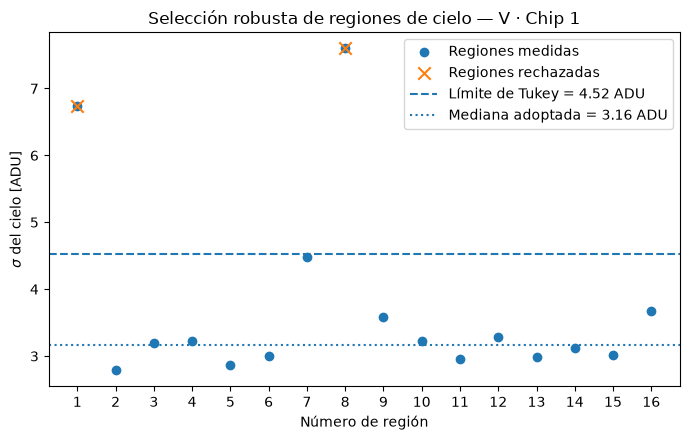 Selección robusta de regiones de cielo — V · Chip 1
Regiones medidas
Regiones rechazadas
Límite de Tukey = 4.52 ADU
Mediana adoptada = 3.16 ADU
σ del cielo [ADU]
7
6
5
4
3
1 2 3 4 5 6 7 8 9 10 11 12 13 14 15 16
Número de región